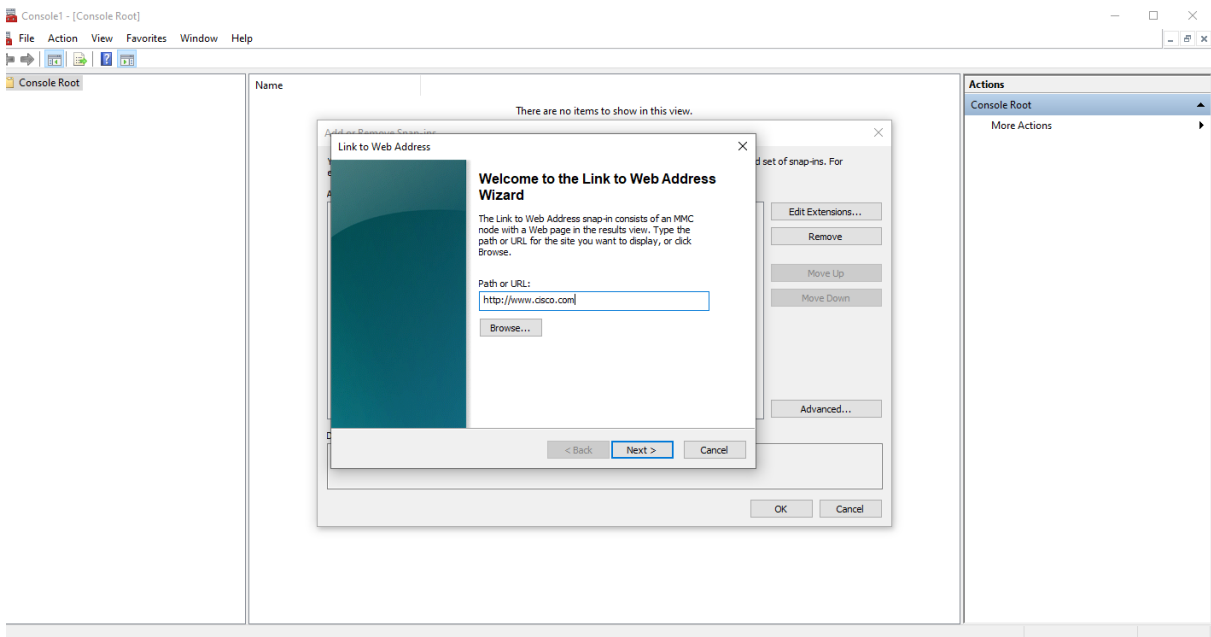 Console1 - [Console Root]
File Action View Favorites Window Help
Console Root
Name
There are no items to show in this view.
Actions
Console Root
More Actions
Add or Remove Snap-ins
d set of snap-ins. For
Edit Extensions...
Remove
Move Up
Move Down
Advanced...
OK Cancel
Link to Web Address
Welcome to the Link to Web Address
Wizard
The Link to Web Address snap-in consists of an MMC
node with a Web page in the results view. Type the
path or URL for the site you want to display, or click
Browse.
Path or URL:
http://www.cisco.com
Browse...
< Back Next > Cancel